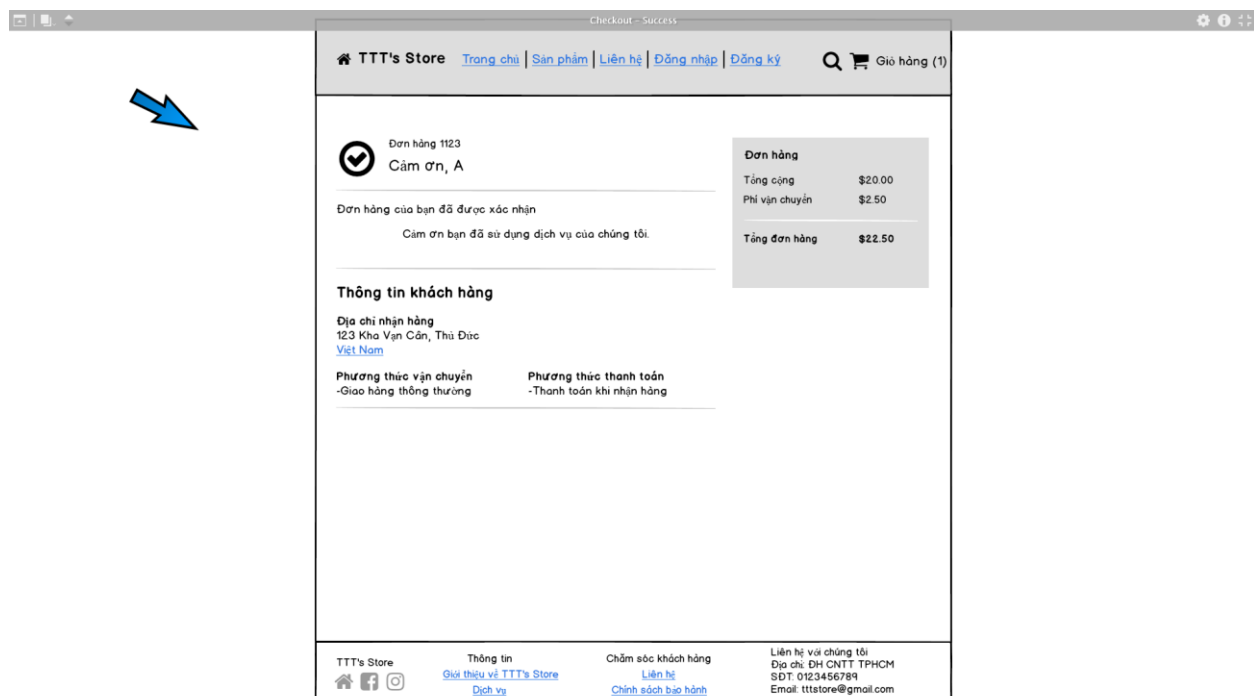 Checkout - Success
TTT's Store Trang chủ | Sản phẩm | Liên hệ | Đăng nhập | Đăng ký Giỏ hàng (1)
Đơn hàng 1123
Cảm ơn, A
Đơn hàng của bạn đã được xác nhận
Cảm ơn bạn đã sử dụng dịch vụ của chúng tôi.
Đơn hàng
Tổng cộng $20.00
Phí vận chuyển $2.50
Tổng đơn hàng $22.50
Thông tin khách hàng
Địa chỉ nhận hàng
123 Kha Vạn Cân, Thủ Đức
Việt Nam
Phương thức vận chuyển
-Giao hàng thông thường
Phương thức thanh toán
-Thanh toán khi nhận hàng
TTT's Store
Thông tin
Giới thiệu về TTT's Store
Dịch vụ
Chăm sóc khách hàng
Liên hệ
Chính sách bảo hành
Liên hệ với chúng tôi
Địa chỉ: ĐH CNTT TPHCM
SĐT: 0123456789
Email: tttstore@gmail.com